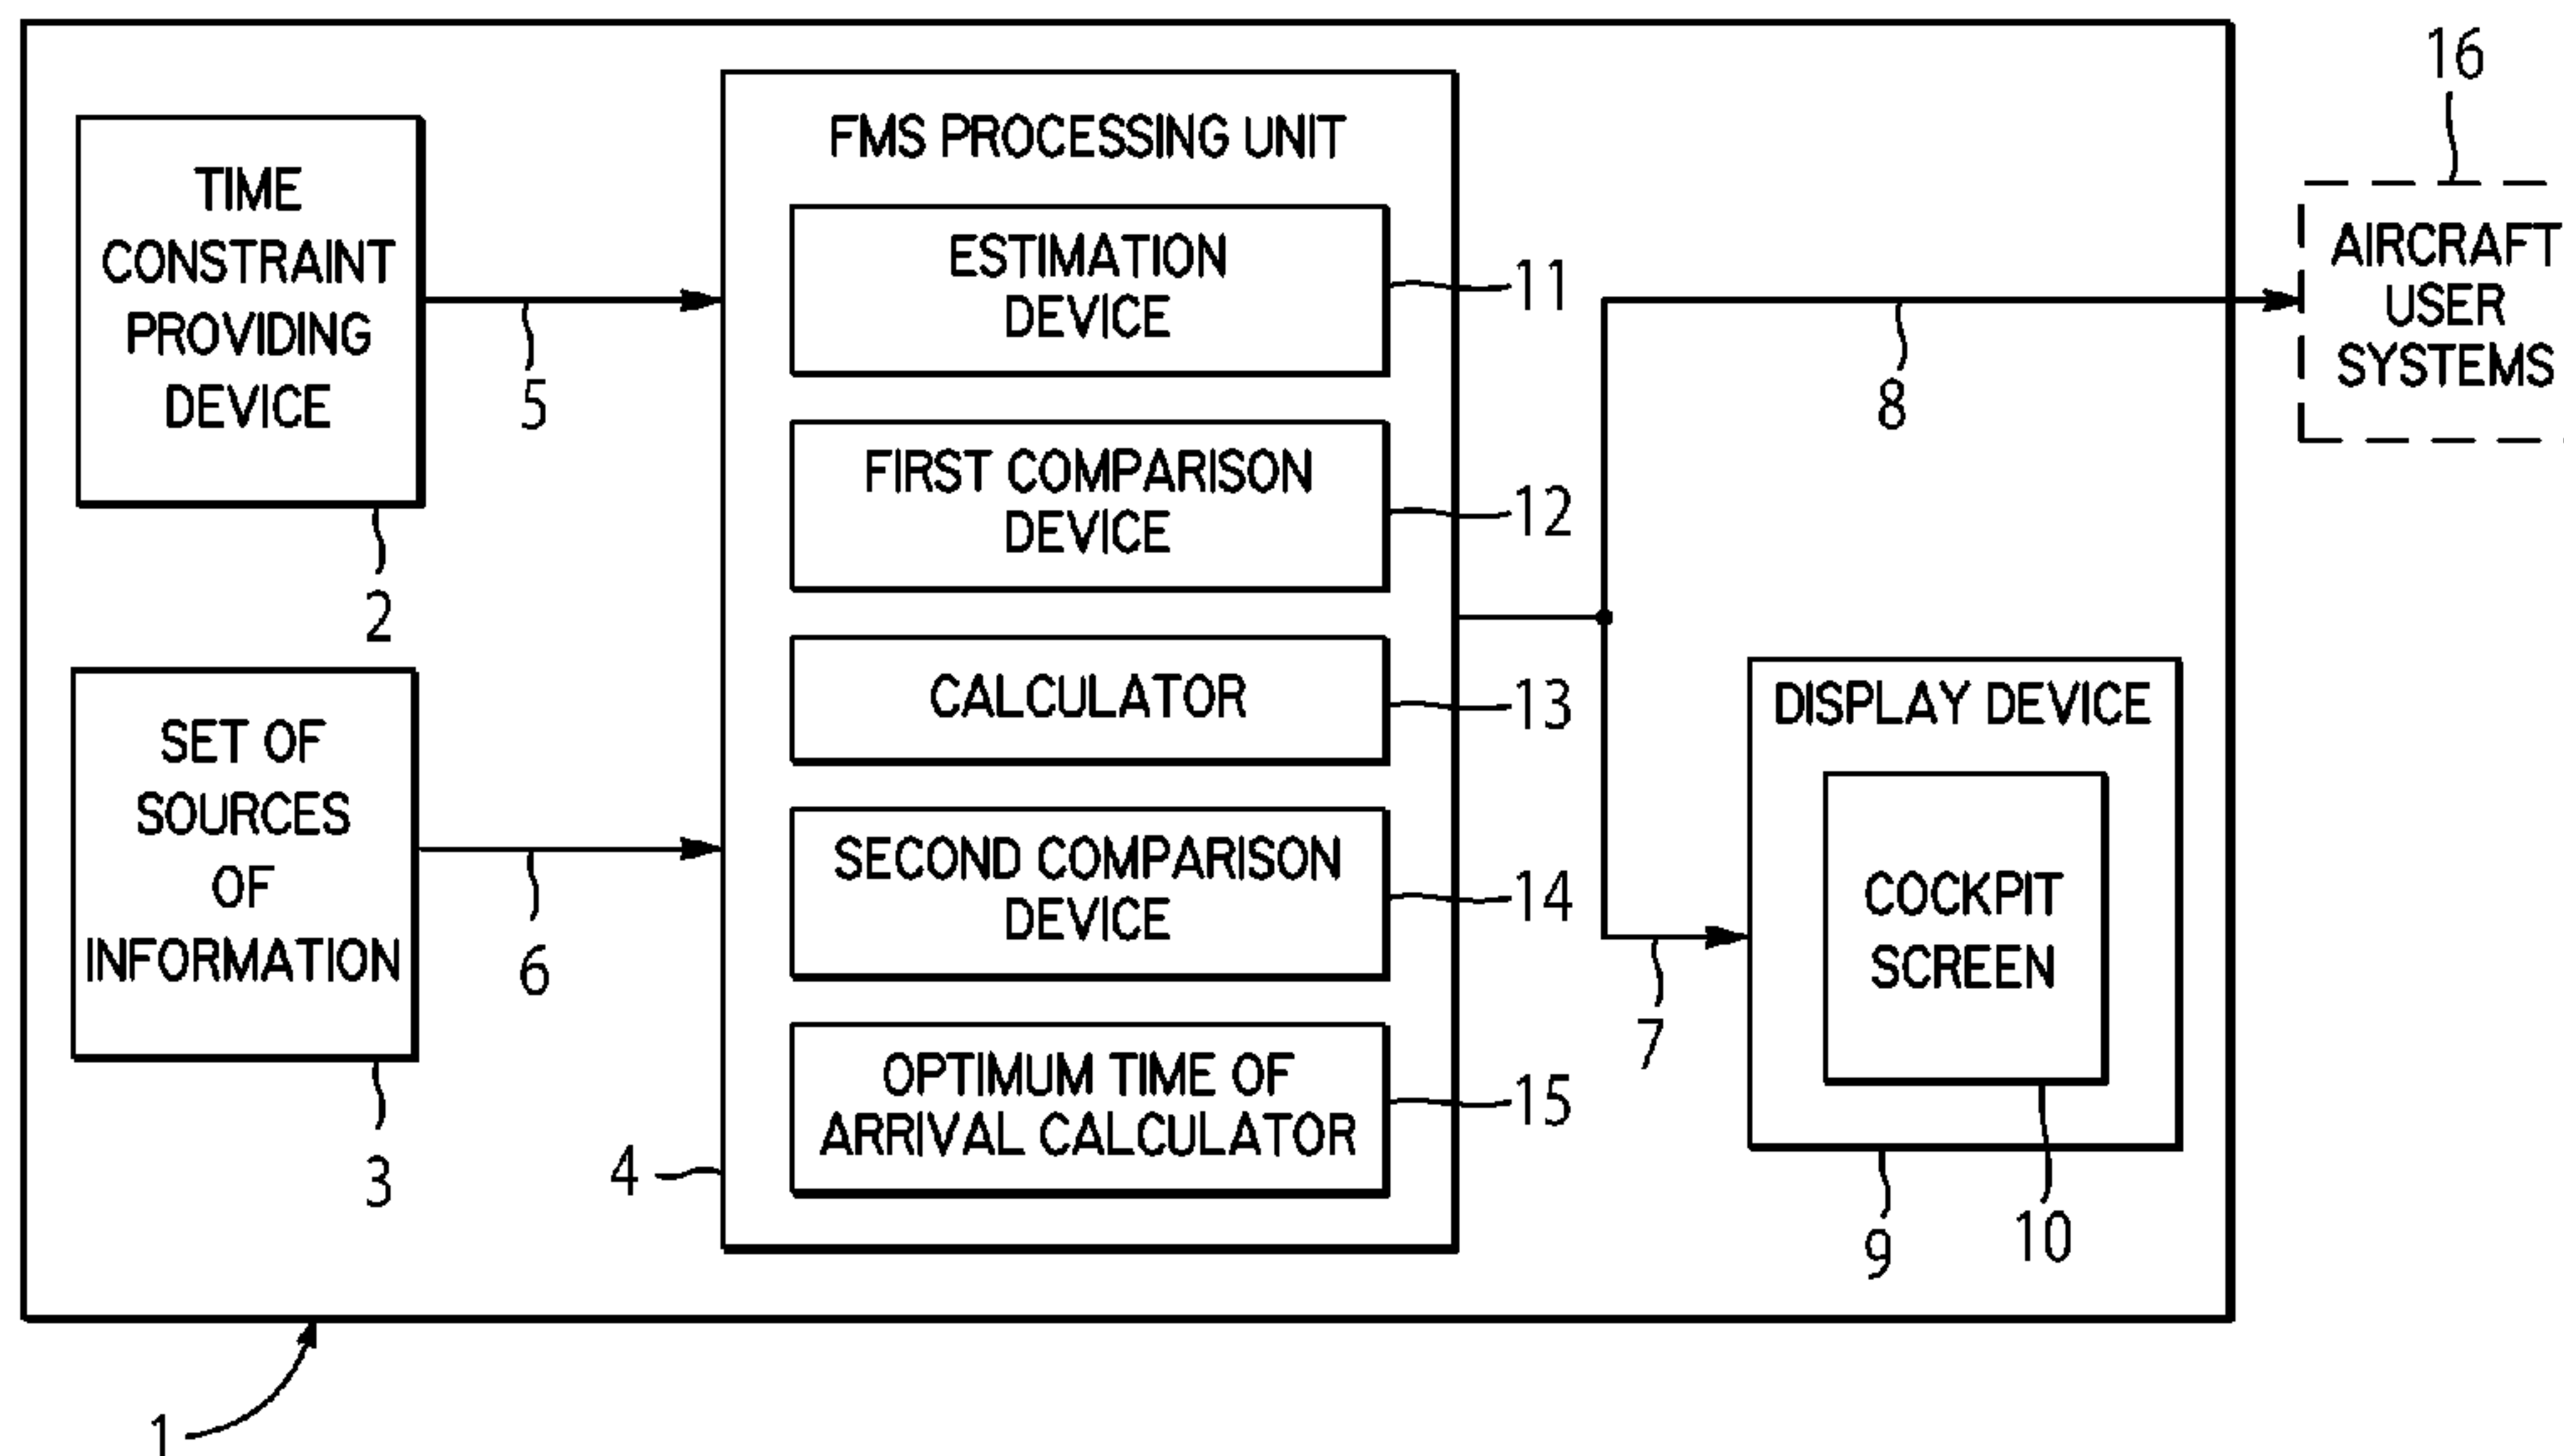 16
FMS PROCESSING UNIT
TIME
CONSTRAINT
PROVIDING
DEVICE
2
5
SET OF
SOURCES
OF
INFORMATION
3
6
4
ESTIMATION
DEVICE
11
FIRST COMPARISON
DEVICE
12
CALCULATOR
13
SECOND COMPARISON
DEVICE
14
OPTIMUM TIME OF
ARRIVAL CALCULATOR
15
8
AIRCRAFT
USER
SYSTEMS
7
DISPLAY DEVICE
COCKPIT
SCREEN
9
10
1